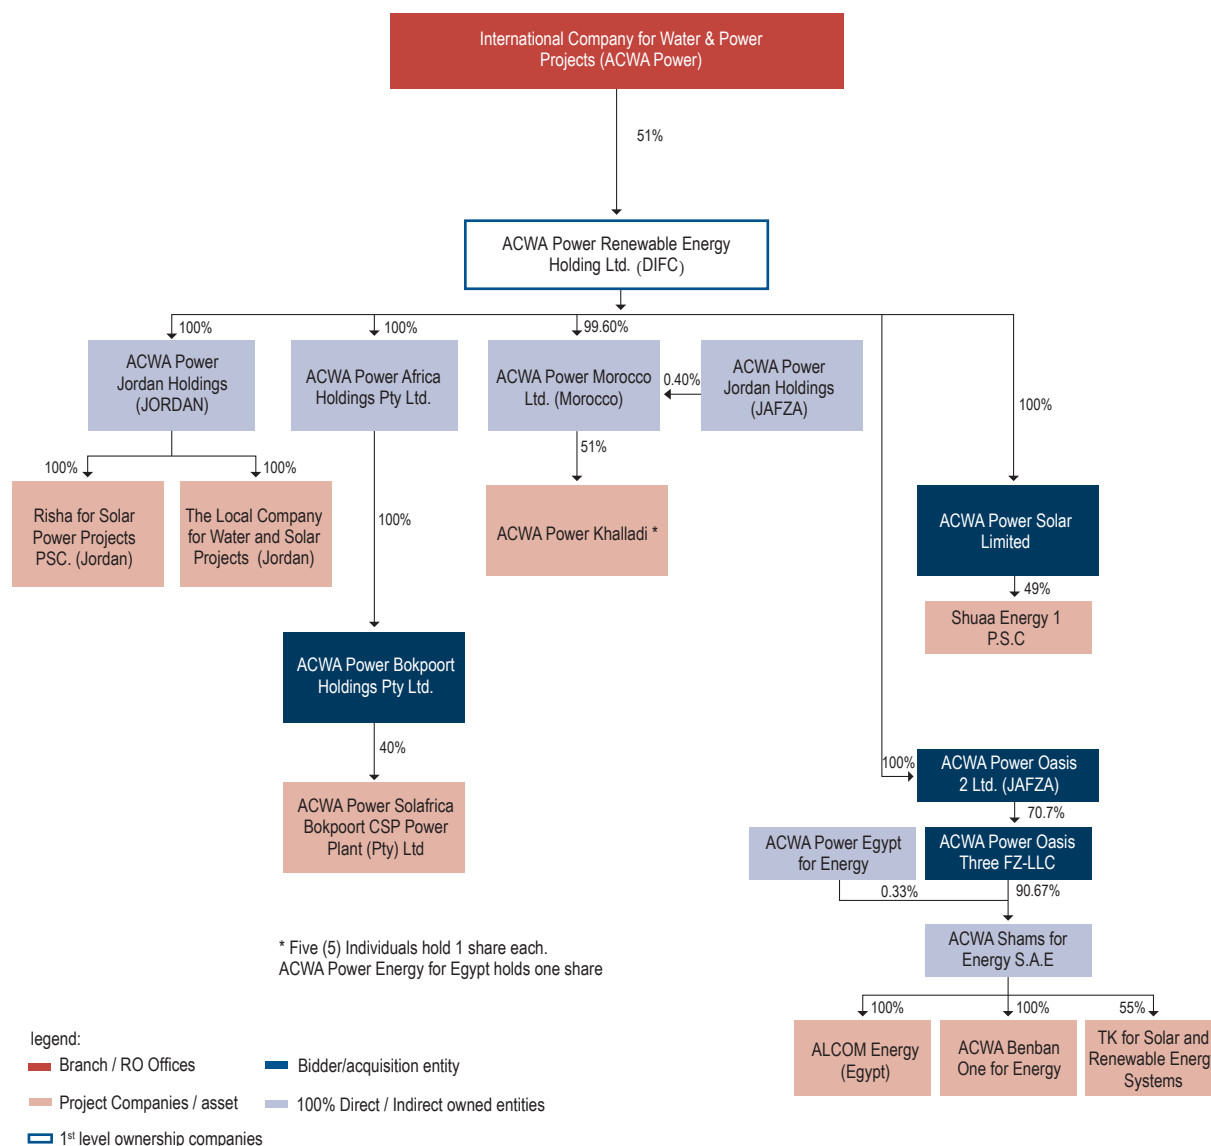 International Company for Water & Power
Projects (ACWA Power)
51%
ACWA Power Renewable Energy
Holding Ltd. (DIFC)
100%
100%
99.60%
ACWA Power
Jordan Holdings
(JORDAN)
ACWA Power Africa
Holdings Pty Ltd.
ACWA Power Morocco
Ltd. (Morocco)
0.40%
ACWA Power
Jordan Holdings
(JAFZA)
100%
51%
100%
100%
Risha for Solar
Power Projects
PSC. (Jordan)
The Local Company
for Water and Solar
Projects (Jordan)
100%
ACWA Power Khalladi *
ACWA Power Solar
Limited
49%
Shuaa Energy 1
P.S.C
ACWA Power Bokpoort
Holdings Pty Ltd.
40%
100%
ACWA Power Oasis
2 Ltd. (JAFZA)
70.7%
ACWA Power Solafrica
Bokpoort CSP Power
Plant (Pty) Ltd
ACWA Power Egypt
for Energy
ACWA Power Oasis
Three FZ-LLC
0.33%
90.67%
ACWA Shams for
Energy S.A.E
* Five (5) Individuals hold 1 share each.
ACWA Power Energy for Egypt holds one share
100%
100%
55%
ALCOM Energy
(Egypt)
ACWA Benban
One for Energy
TK for Solar and
Renewable Energy
Systems
legend:
Branch / RO Offices
Bidder/acquisition entity
Project Companies / asset
100% Direct / Indirect owned entities
1st level ownership companies